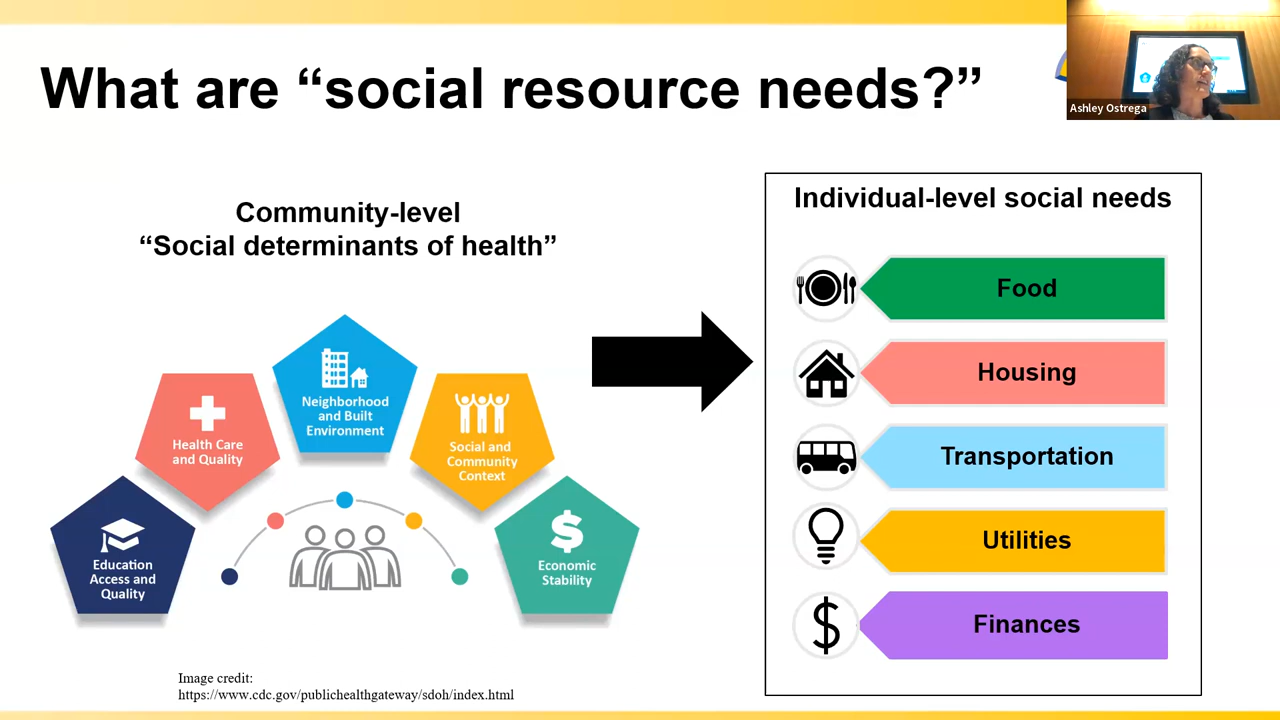 What are “social resource needs?”
Ashley Ostrega
Community-level
“Social determinants of health”
Education
Access and
Quality
Health Care
and Quality
Neighborhood
and Built
Environment
Social and
Community
Context
Economic
Stability
Image credit:
https://www.cdc.gov/publichealthgateway/sdoh/index.html
Individual-level social needs
Food
Housing
Transportation
Utilities
Finances